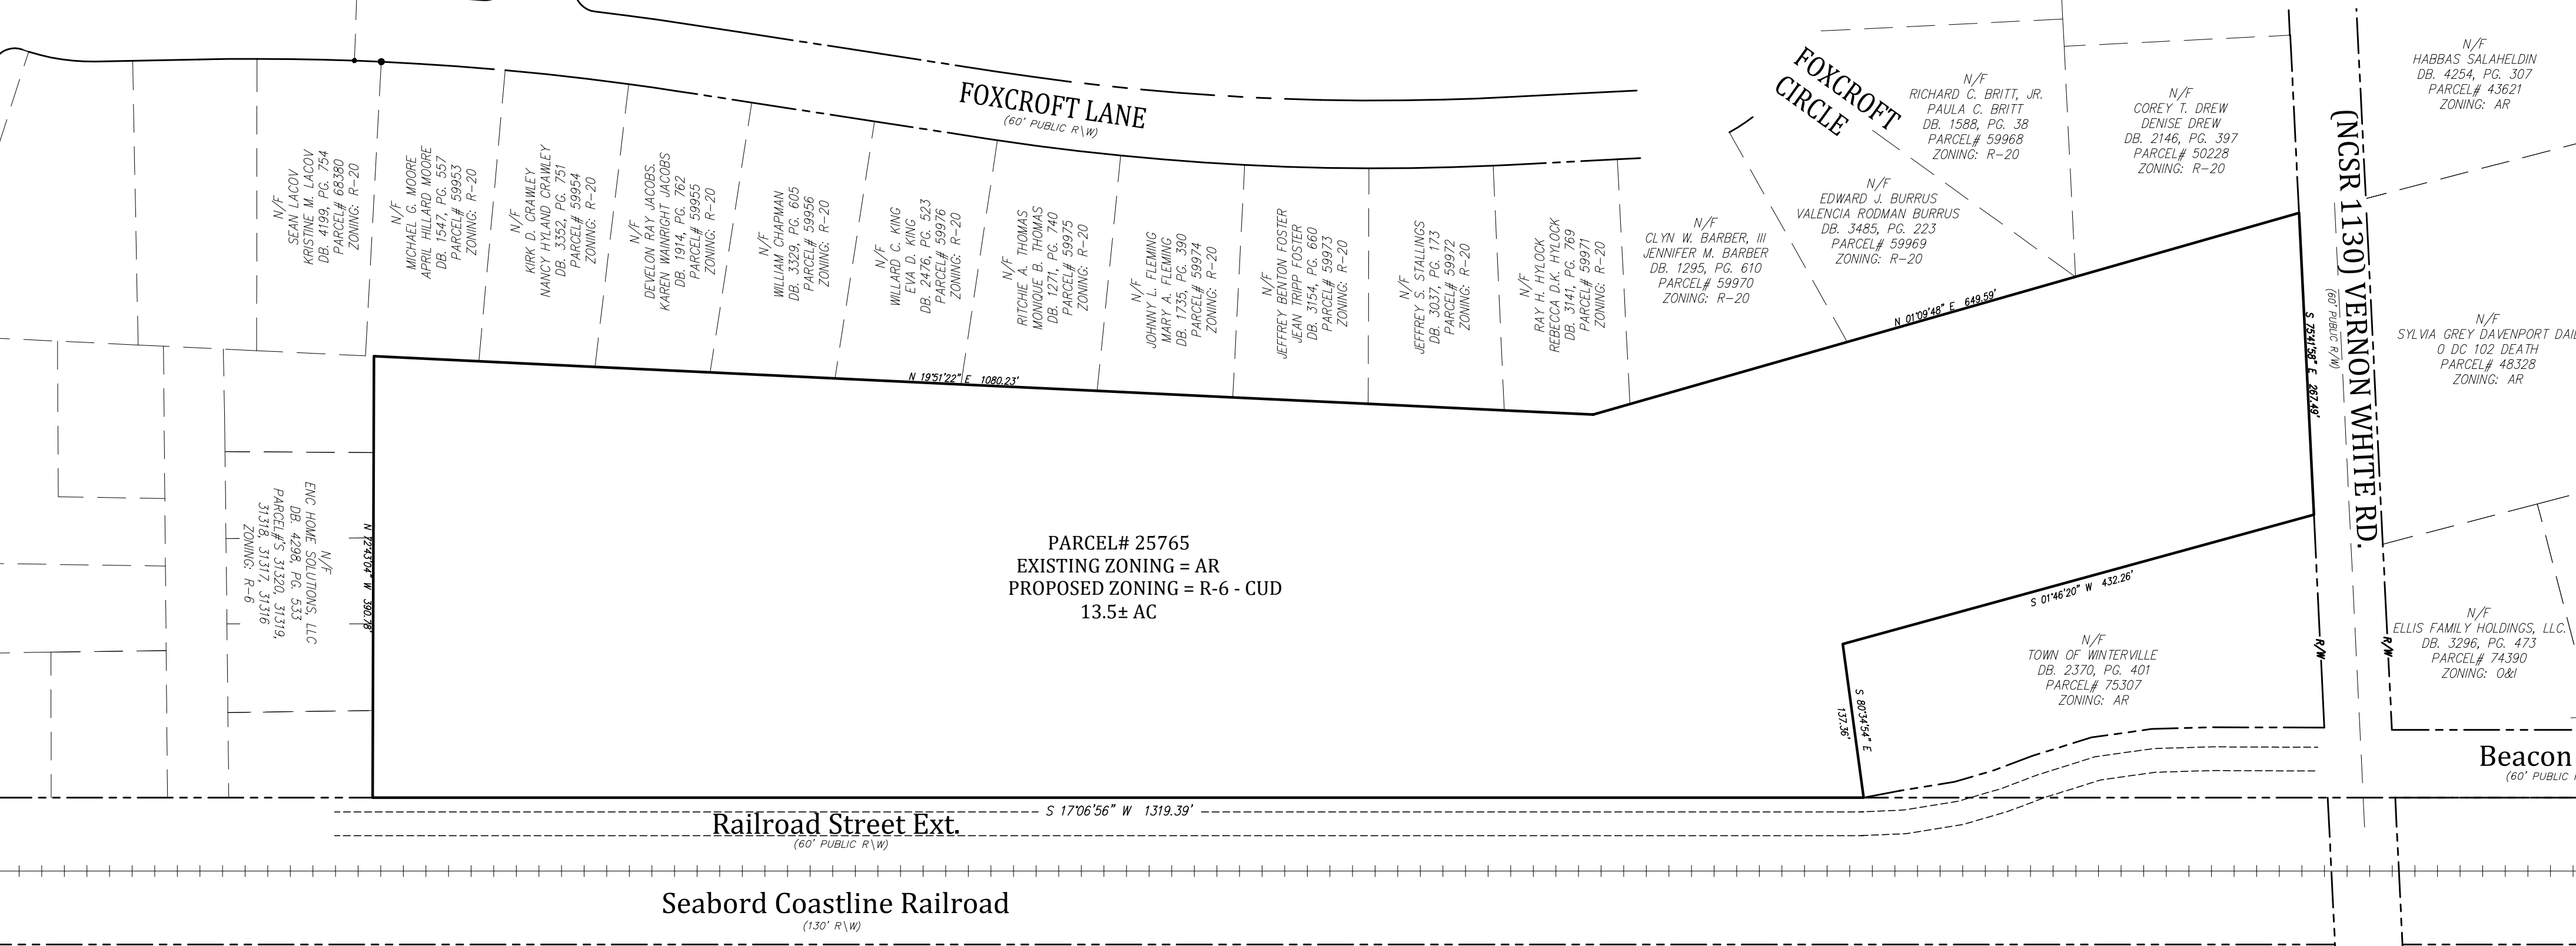 FOXCROFT LANE
(60' PUBLIC R\W)
FOXCROFT
CIRCLE
N/F
RICHARD C. BRITT, JR.
PAULA C. BRITT
DB. 1588, PG. 38
PARCEL# 59968
ZONING: R-20
N/F
COREY T. DREW
DENISE DREW
DB. 2146, PG. 397
PARCEL# 50228
ZONING: R-20
(NCSR 1130) VERNON WHITE RD.
(60' PUBLIC R/W)
N/F
HABBAS SALAHELDIN
DB. 4254, PG. 307
PARCEL# 43621
ZONING: AR
N/F
SEAN LACOV
KRISTINE M. LACOV
DB. 4199, PG. 754
PARCEL# 68380
ZONING: R-20
N/F
MICHAEL G. MOORE
APRIL HILLARD MOORE
DB. 1547, PG. 557
PARCEL# 59953
ZONING: R-20
N/F
KIRK D. CRAWLEY
NANCY HYLAND CRAWLEY
DB. 3352, PG. 751
PARCEL# 59954
ZONING: R-20
N/F
DEVELON RAY JACOBS.
KAREN WAINRIGHT JACOBS
DB. 1914, PG. 762
PARCEL# 59955
ZONING: R-20
N/F
WILLIAM CHAPMAN
DB. 3329, PG. 605
PARCEL# 59956
ZONING: R-20
N/F
WILLARD C. KING
EVA D. KING
DB. 2476, PG. 523
PARCEL# 59976
ZONING: R-20
N/F
RITCHIE A. THOMAS
MONIQUE B. THOMAS
DB. 1271, PG. 740
PARCEL# 59975
ZONING: R-20
N/F
JOHNNY L. FLEMING
MARY A. FLEMING
DB. 1735, PG. 390
PARCEL# 59974
ZONING: R-20
N/F
JEFFREY BENTON FOSTER
JEAN TRIPP FOSTER
DB. 3154, PG. 660
PARCEL# 59973
ZONING: R-20
N/F
JEFFREY S. STALLINGS
DB. 3037, PG. 173
PARCEL# 59972
ZONING: R-20
N/F
RAY H. HYLOCK
REBECCA D.K. HYLOCK
DB. 3141, PG. 769
PARCEL# 59971
ZONING: R-20
N/F
CLYN W. BARBER, III
JENNIFER M. BARBER
DB. 1295, PG. 610
PARCEL# 59970
ZONING: R-20
N/F
EDWARD J. BURRUS
VALENCIA RODMAN BURRUS
DB. 3485, PG. 223
PARCEL# 59969
ZONING: R-20
N 01°09'48" E 649.59'
S 75°41'58" E 267.49'
N/F
SYLVIA GREY DAVENPORT DAIL
0 DC 102 DEATH
PARCEL# 48328
ZONING: AR
N 19°51'22" E 1080.23'
N/F
ENC HOME SOLUTIONS, LLC
DB. 4298, PG. 533
PARCEL#'S 31320, 31319,
31318, 31317, 31316
ZONING: R-6
N 72°43'04" W 390.78'
PARCEL# 25765
EXISTING ZONING = AR
PROPOSED ZONING = R-6 - CUD
13.5± AC
S 01°46'20" W 432.26'
N/F
TOWN OF WINTERVILLE
DB. 2370, PG. 401
PARCEL# 75307
ZONING: AR
R/W
R/W
N/F
ELLIS FAMILY HOLDINGS, LLC.
DB. 3296, PG. 473
PARCEL# 74390
ZONING: O&I
S 80°34'54" E
137.36'
Beacon
(60' PUBLIC
S 17°06'56" W 1319.39'
Railroad Street Ext.
(60' PUBLIC R\W)
Seabord Coastline Railroad
(130' R\W)